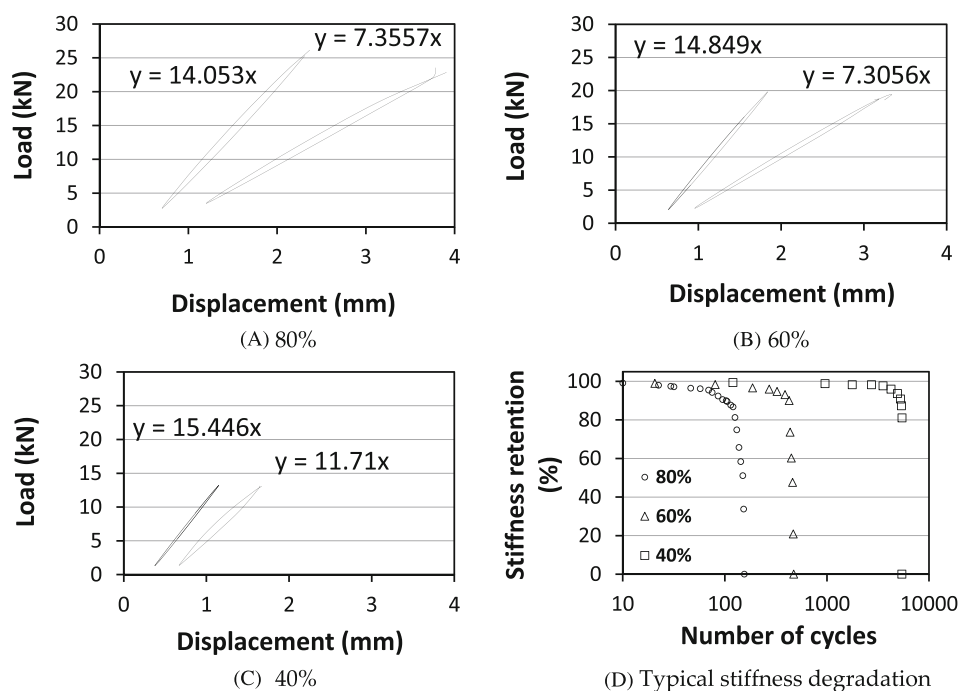 30
25
20
15
10
5
0
Load (kN)
y = 7.3557x
y = 14.053x
0 1 2 3 4
Displacement (mm)
(A) 80%
30
25
20
15
10
5
0
Load (kN)
y = 14.849x
y = 7.3056x
0 1 2 3 4
Displacement (mm)
(B) 60%
30
25
20
15
10
5
0
Load (kN)
y = 15.446x
y = 11.71x
0 1 2 3 4
Displacement (mm)
(C) 40%
100
80
60
40
20
0
Stiffness retention
(%)
80%
60%
40%
10 100 1000 10000
Number of cycles
(D) Typical stiffness degradation